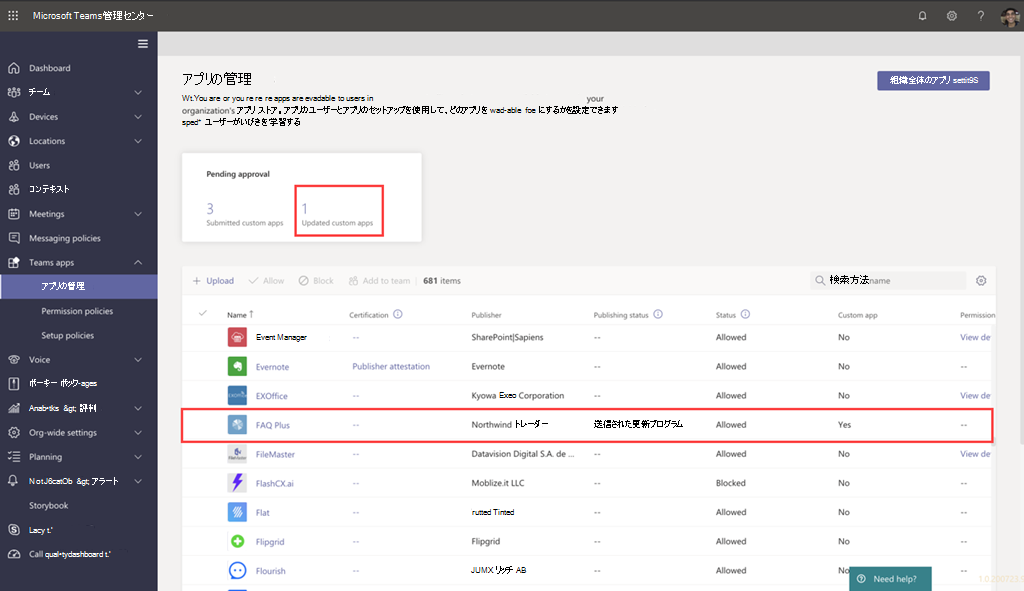 Microsoft Teams管理センター
?
Dashboard
チーム
Devices
Locations
Users
コンテキスト
Meetings
Messaging policies
Teams apps
アプリの管理
Permission policies
Setup policies
Voice
ポーキー ポック-ages
Anab•tks &gt; 評判
Org-wide settings
Planning
NotJ6catOb &gt; アラート
Storybook
Lacy t.'
Call qual•tydashboard t.'
アプリの管理
組織全体のアプリ settit9S
Wt.You are or you re re re re apps are evadable to users in your
organization's アプリ ストア。アプリのユーザーとアプリのセットアップを使用して、どのアプリを wad-able foe にするかを設定できます
sped" ユーザーがいびきを学習する
Pending approval
3 1
Submitted custom apps Updated custom apps
+ Upload Allow Block Add to team 681 items 検索方法name
Name ↑ Certification Publisher Publishing status Status Custom app Permission
Event Manager -- SharePoint|Sapiens -- Allowed No View de
Evernote Publisher attestation Evernote -- Allowed No --
EXOffice -- Kyowa Exeo Corporation -- Allowed No View de
FAQ Plus -- Northwind トレーダー 送信された更新プログラム Allowed Yes --
FileMaster -- Datavision Digital S.A. de ... -- Allowed No View de
FlashCX.ai -- Moblize.it LLC -- Blocked No --
Flat -- rutted Tinted -- Allowed No --
Flipgrid -- Flipgrid -- Allowed No --
Flourish -- JUMX リッチ AB -- Allowed No --
Need help?